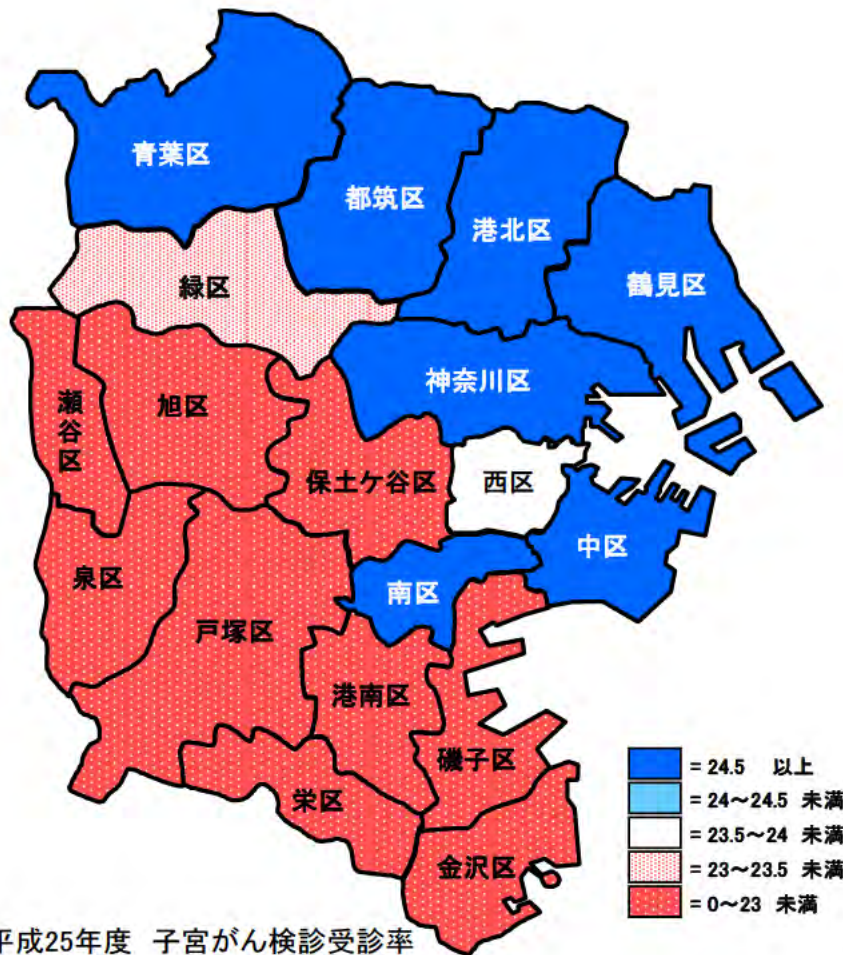 青葉区
都筑区
港北区
鶴見区
緑区
神奈川区
瀬谷区
旭区
保土ケ谷区
西区
中区
泉区
南区
戸塚区
港南区
磯子区
栄区
金沢区
= 24.5 以上
= 24～24.5 未満
= 23.5～24 未満
= 23～23.5 未満
= 0～23 未満
平成25年度 子宮がん検診受診率